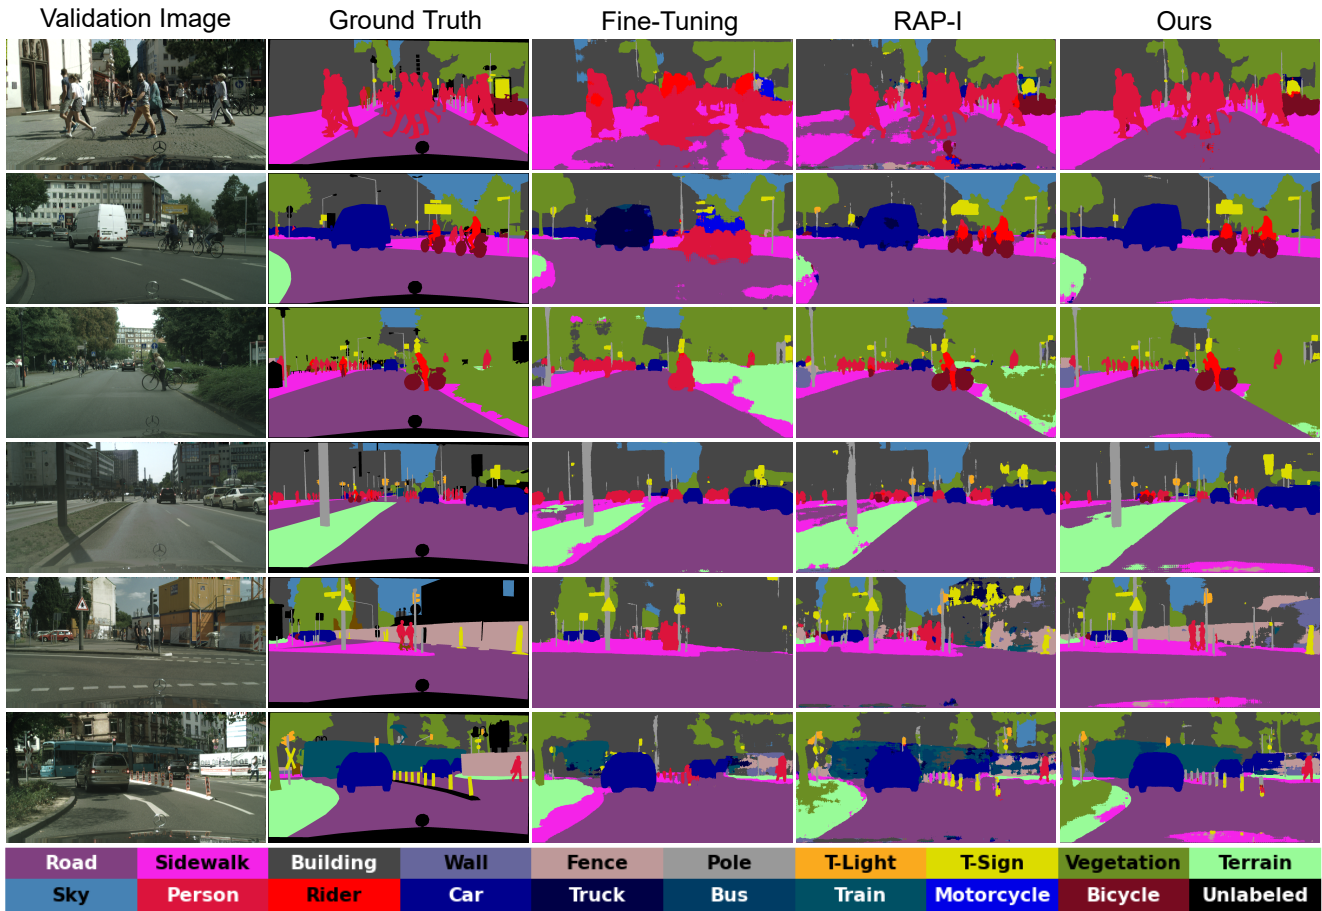 Validation Image Ground Truth Fine-Tuning RAP-I Ours
Road Sidewalk Building Wall Fence Pole T-Light T-Sign Vegetation Terrain
Sky Person Rider Car Truck Bus Train Motorcycle Bicycle Unlabeled